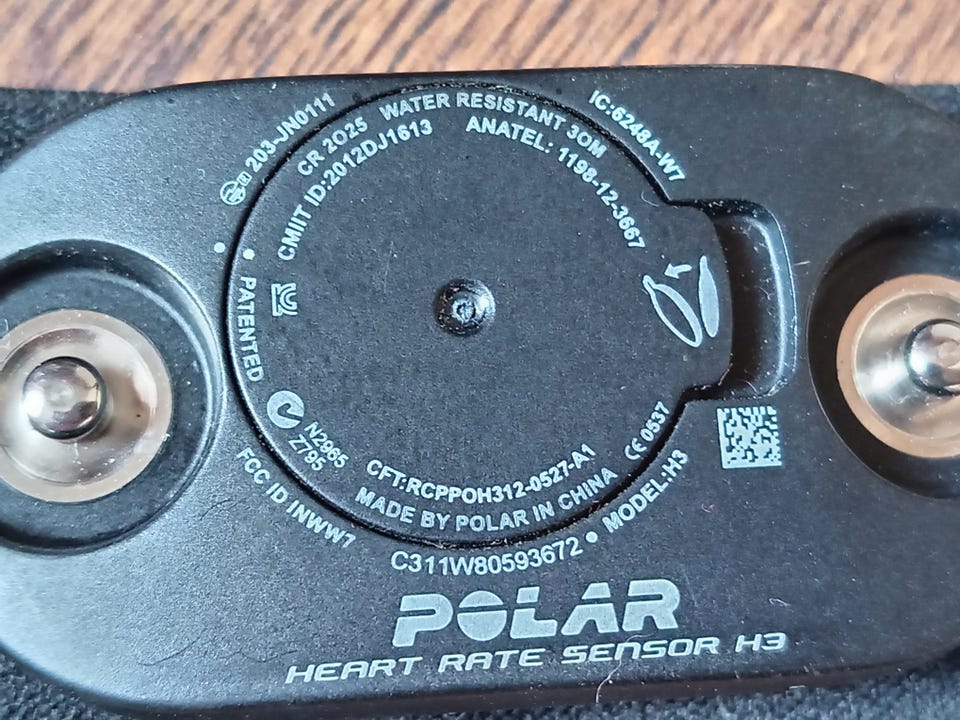 203-JN0111
CR 2025 WATER RESISTANT 30M
IC:6248A-W7
CMIIT ID:2012DJ1613
ANATEL: 1198-12-3667
PATENTED
N2965
Z795
CFT:RCPPOH312-0527-A1
CE 0537
MADE BY POLAR IN CHINA
FCC ID INWW7
C311W80593672 • MODEL:H3
POLAR
HEART RATE SENSOR H3